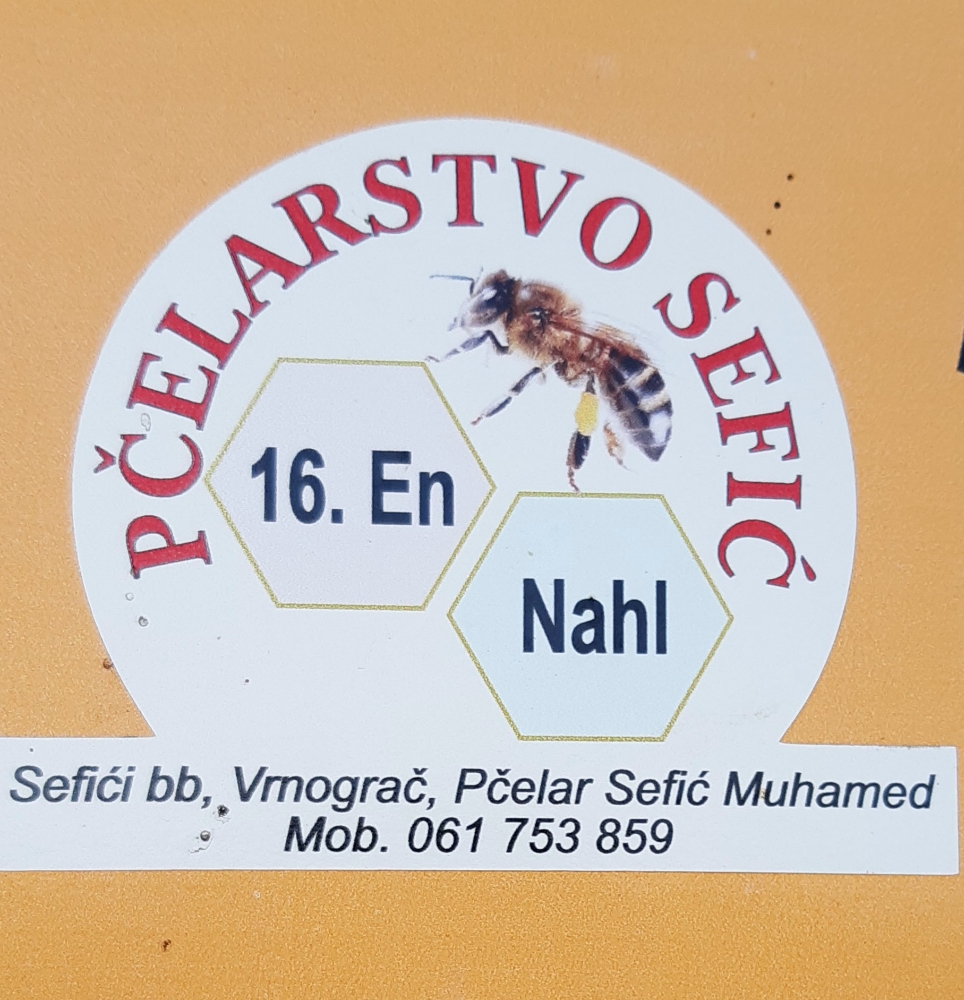 PČELARSTVO SEFIĆ
16. En
Nahl
Sefići bb, Vrnograč, Pčelar Sefić Muhamed
Mob. 061 753 859